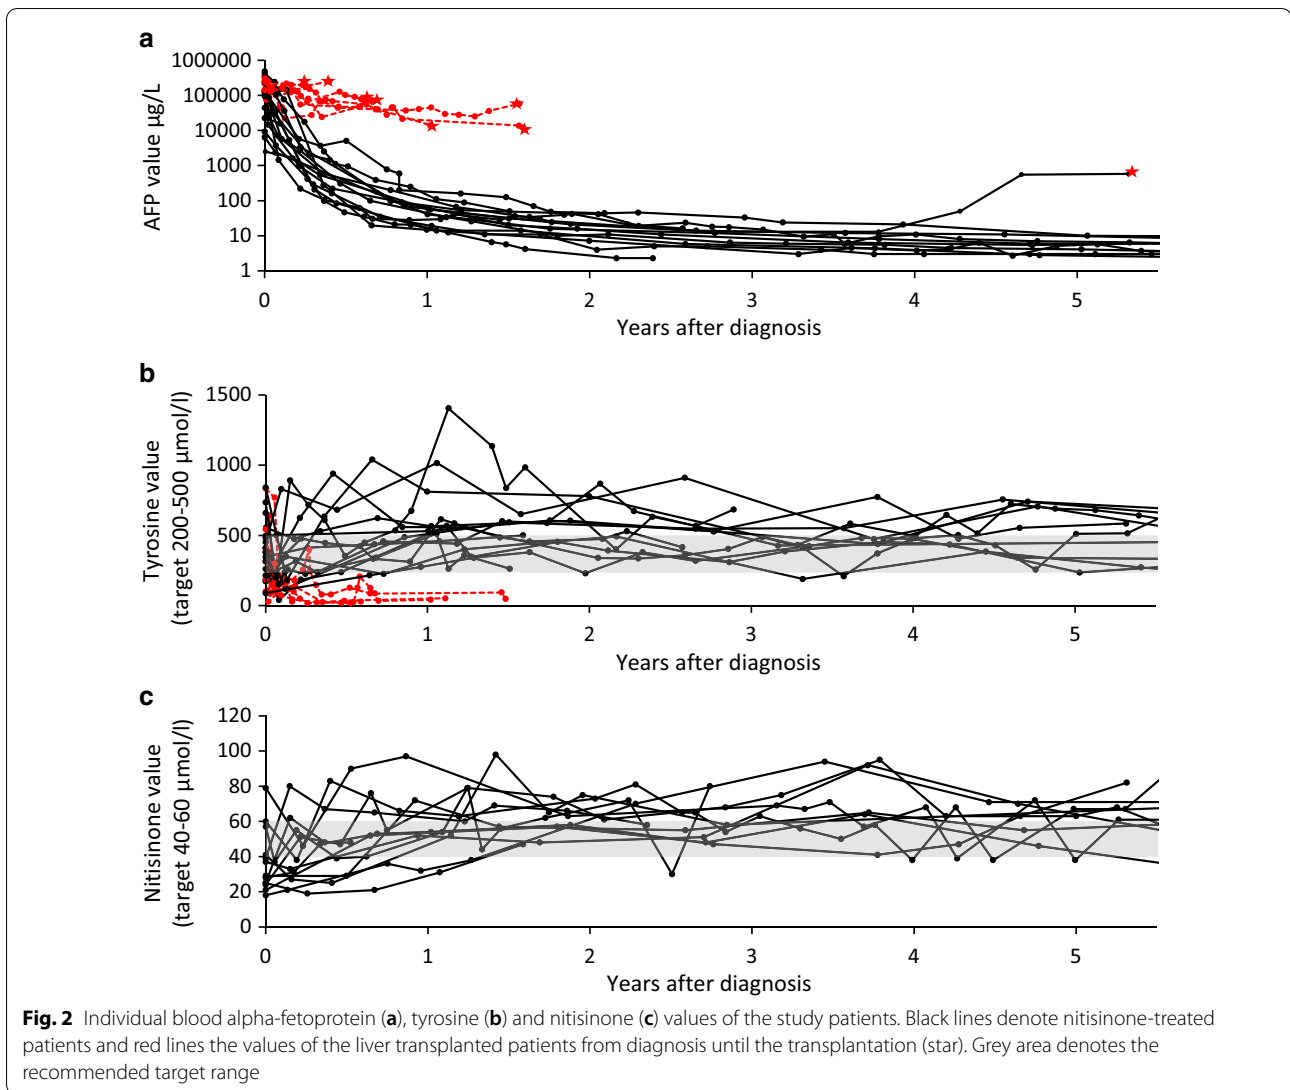 a
1000000
100000
10000
1000
100
10
1
AFP value µg/L
0 1 2 3 4 5
Years after diagnosis
b
1500
1000
500
0
Tyrosine value
(target 200-500 µmol/l)
0 1 2 3 4 5
Years after diagnosis
c
120
100
80
60
40
20
0
Nitisinone value
(target 40-60 µmol/l)
0 1 2 3 4 5
Years after diagnosis
Fig. 2 Individual blood alpha-fetoprotein (a), tyrosine (b) and nitisinone (c) values of the study patients. Black lines denote nitisinone-treated
patients and red lines the values of the liver transplanted patients from diagnosis until the transplantation (star). Grey area denotes the
recommended target range